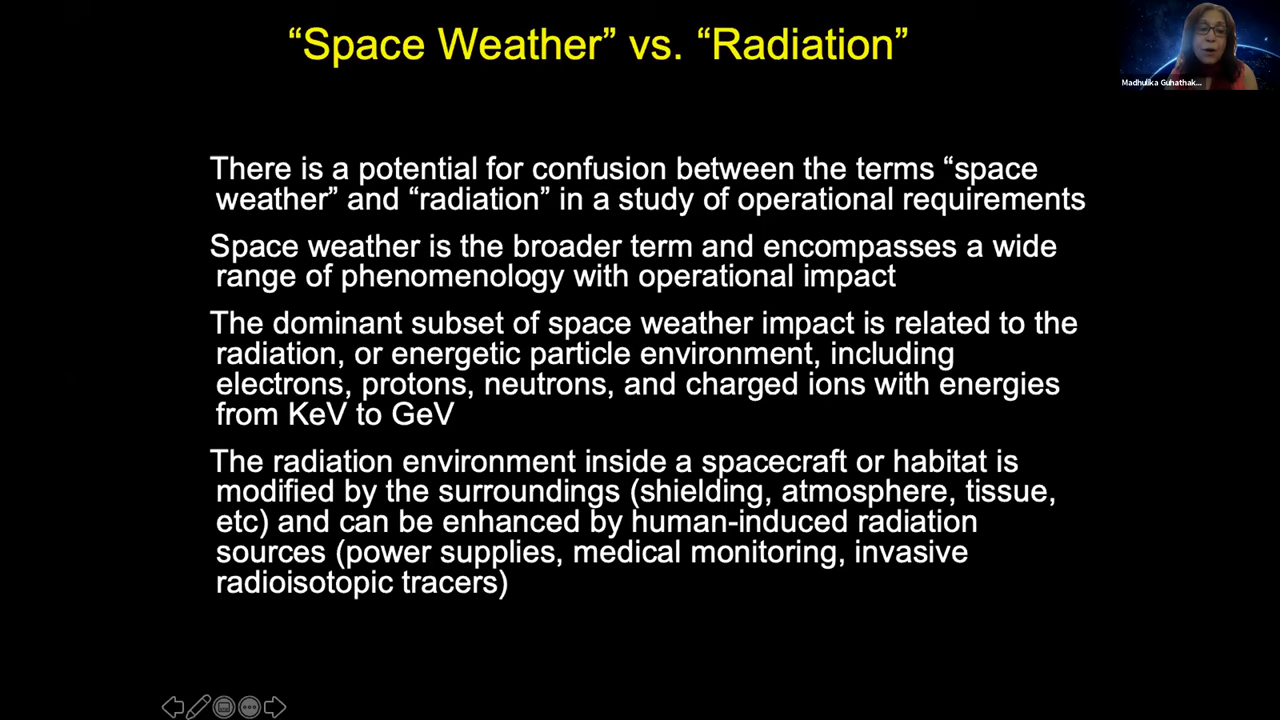 “Space Weather” vs. “Radiation”
Madhulika Guhathak...
There is a potential for confusion between the terms “space
weather” and “radiation” in a study of operational requirements
Space weather is the broader term and encompasses a wide
range of phenomenology with operational impact
The dominant subset of space weather impact is related to the
radiation, or energetic particle environment, including
electrons, protons, neutrons, and charged ions with energies
from KeV to GeV
The radiation environment inside a spacecraft or habitat is
modified by the surroundings (shielding, atmosphere, tissue,
etc) and can be enhanced by human-induced radiation
sources (power supplies, medical monitoring, invasive
radioisotopic tracers)